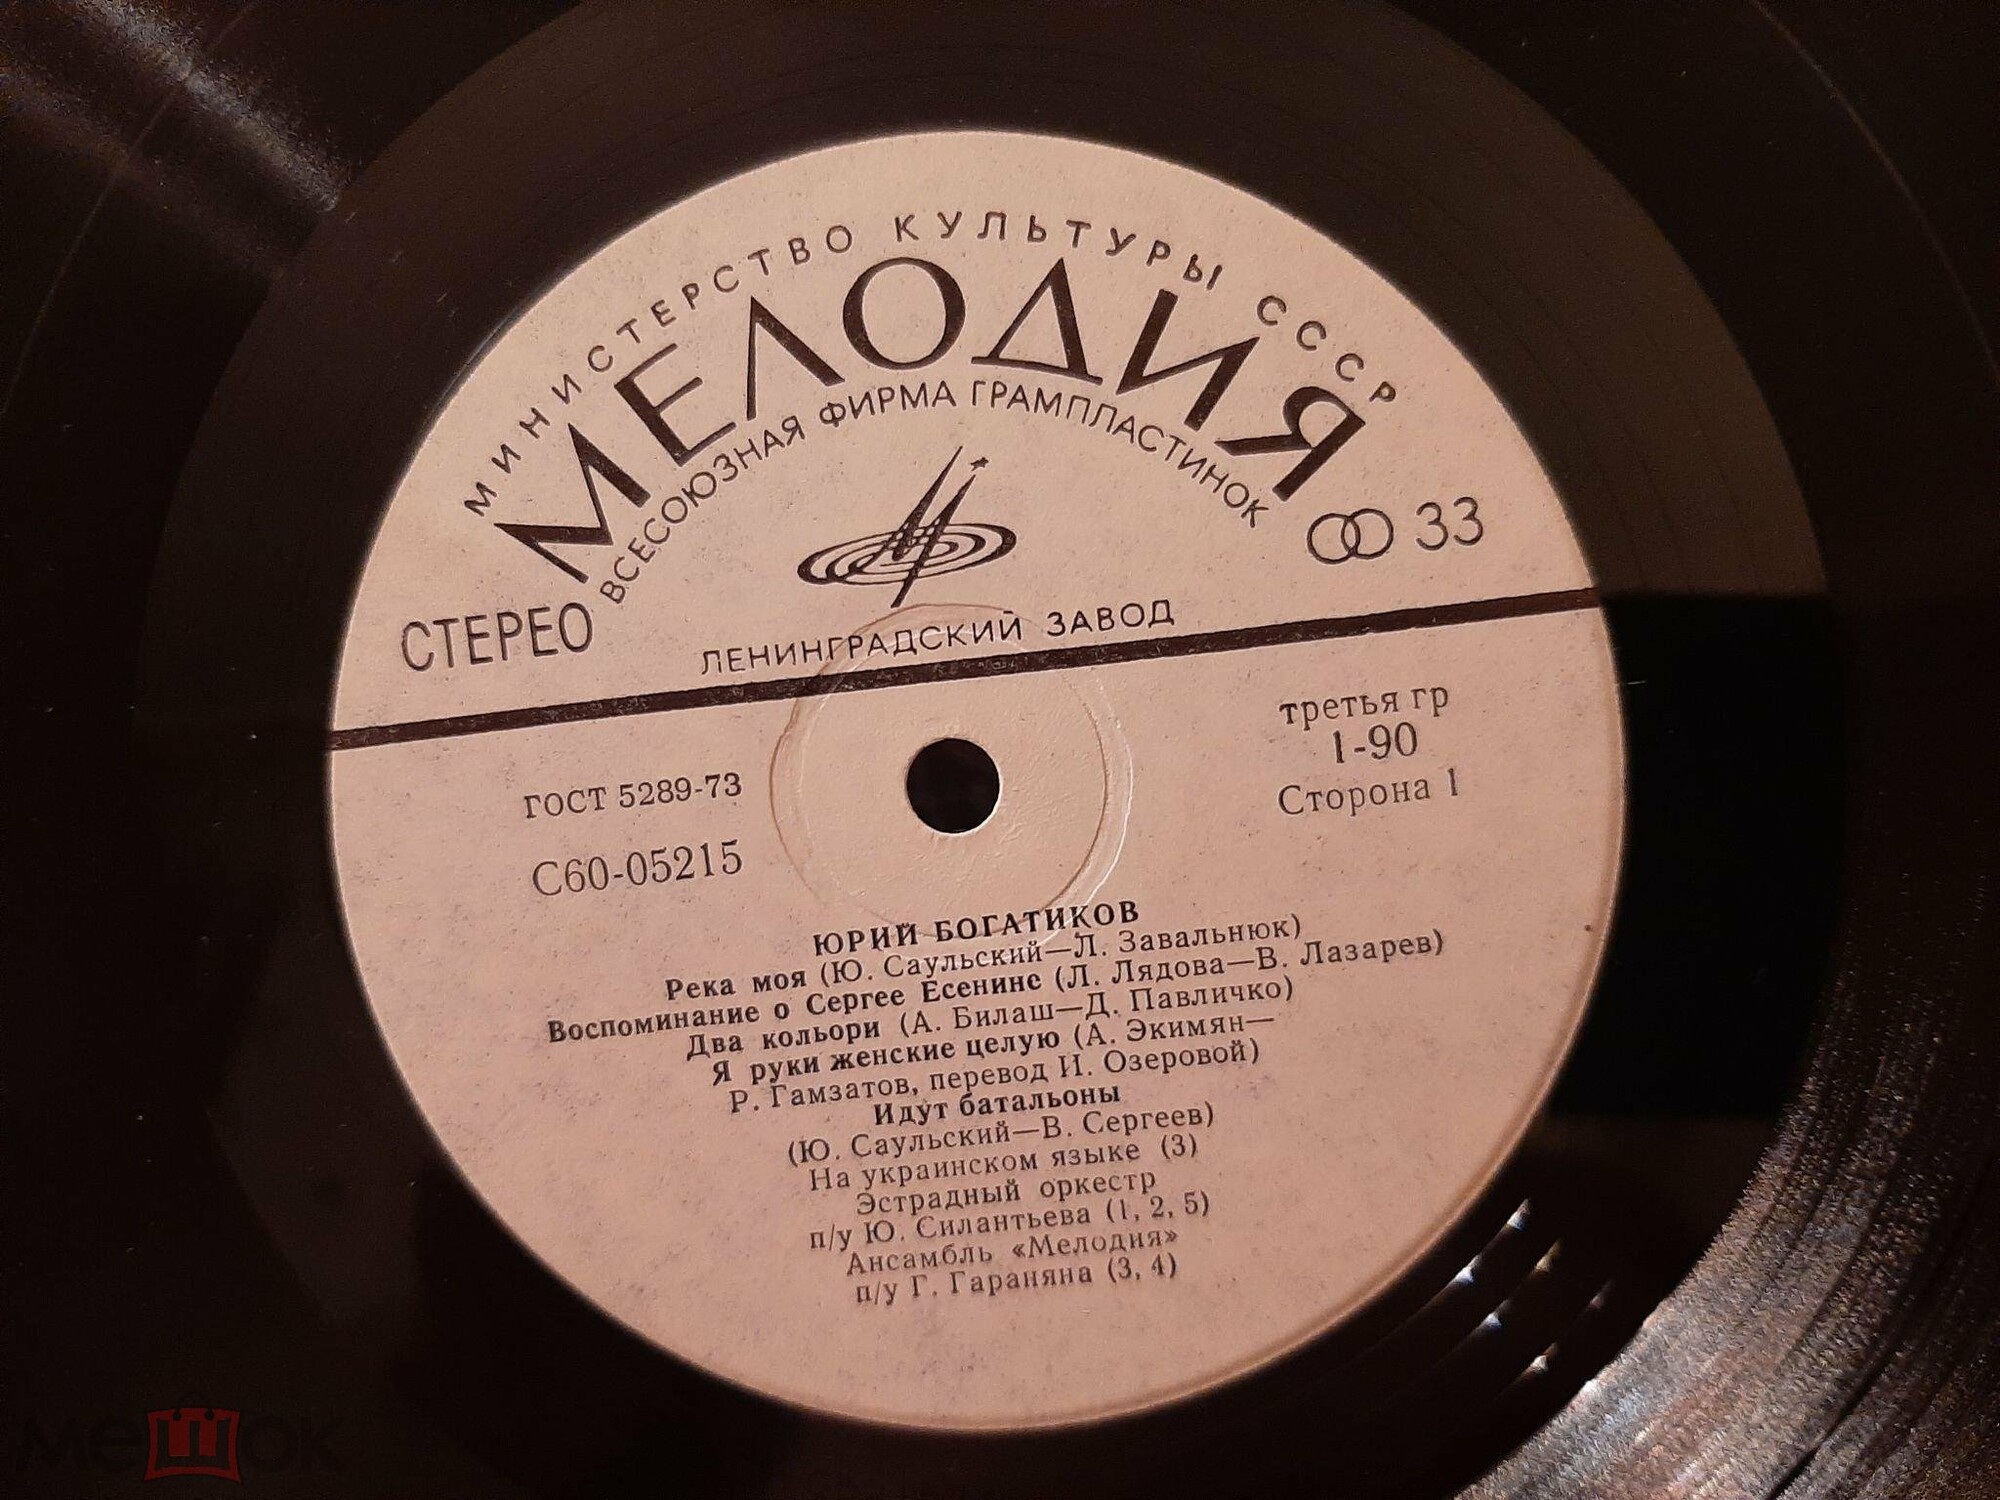 МИНИСТЕРСТВО КУЛЬТУРЫ СССР
МЕЛОДИЯ
ВСЕСОЮЗНАЯ ФИРМА ГРАМПЛАСТИНОК
33
СТЕРЕО
ЛЕНИНГРАДСКИЙ ЗАВОД
третья гр
1-90
ГОСТ 5289-73
Сторона 1
С60-05215
ЮРИЙ БОГАТИКОВ
Река моя (Ю. Саульский—Л. Завальнюк)
Воспоминание о Сергее Есенине (Л. Лядова—В. Лазарев)
Два кольори (А. Билаш—Д. Павличко)
Я руки женские целую (А. Экимян—
Р. Гамзатов, перевод И. Озеровой)
Идут батальоны
(Ю. Саульский—В. Сергеев)
На украинском языке (3)
Эстрадный оркестр
п/у Ю. Силантьева (1, 2, 5)
Ансамбль «Мелодия»
п/у Г. Гараняна (3, 4)
мешок